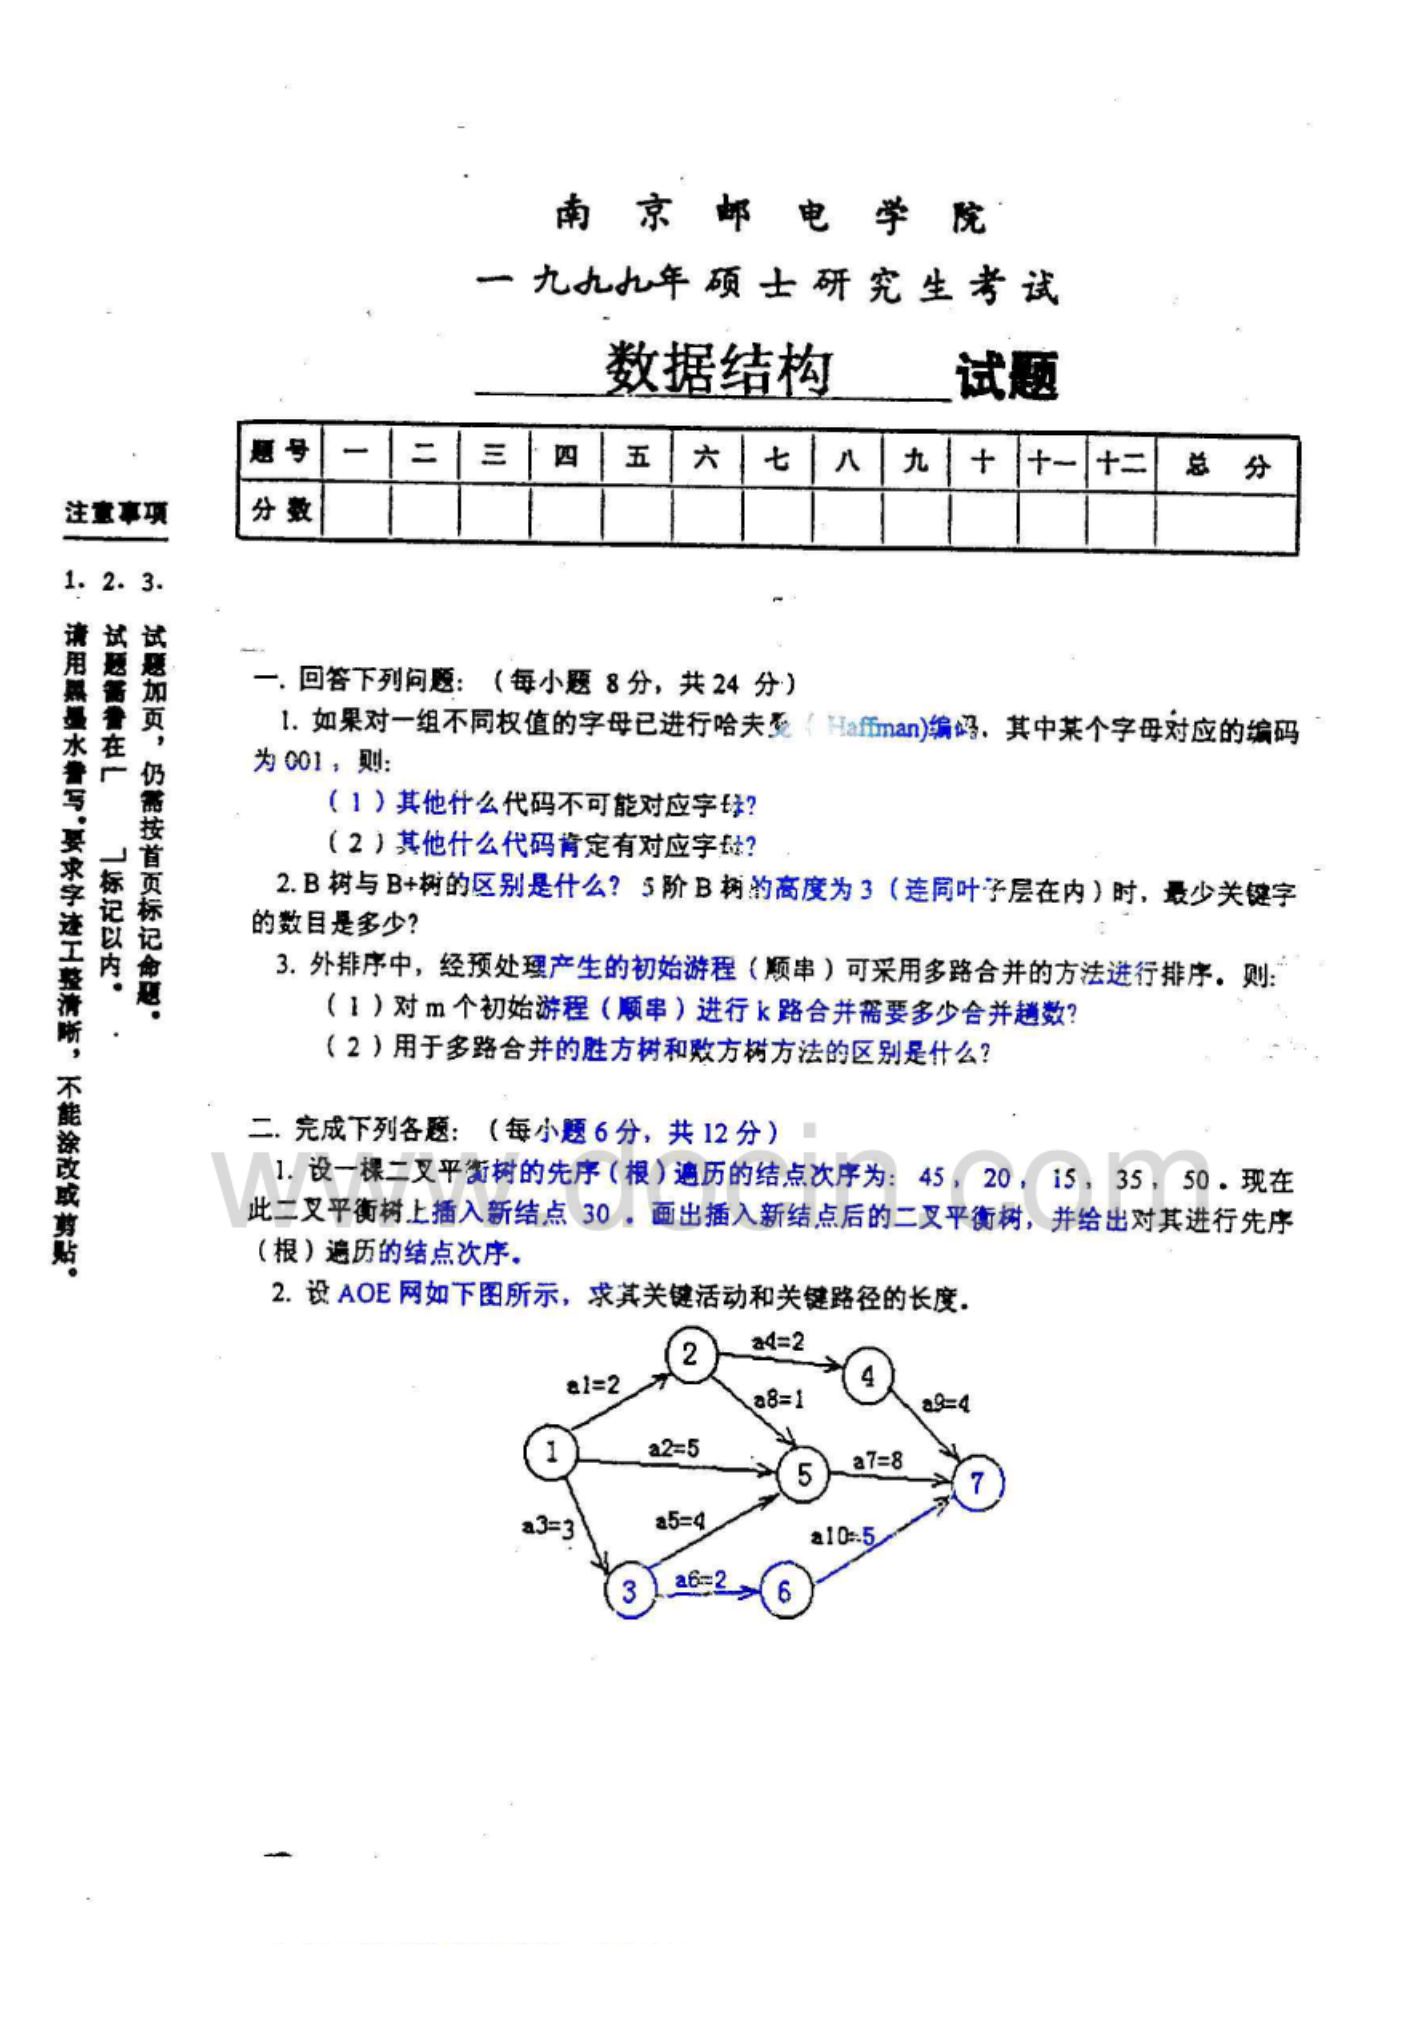 南京邮电学院
一九九九年硕士研究生考试
数据结构 试题
题号 一 二 三 四 五 六 七 八 九 十 十一 十二 总分
分数
注意事项
1. 请用黑墨水书写,要求字迹工整清晰,不能涂改或剪贴。
2. 试题需书在「 」标记以内。
3. 试题加页,仍需按首页标记命题。
一. 回答下列问题:(每小题 8分,共24 分)
1. 如果对一组不同权值的字母已进行哈夫曼(Haffman)编码,其中某个字母对应的编码
为001,则:
(1)其他什么代码不可能对应字母?
(2)其他什么代码肯定有对应字母?
2. B 树与 B+树的区别是什么? 5 阶 B 树的高度为 3(连同叶子层在内)时,最少关键字
的数目是多少?
3. 外排序中,经预处理产生的初始游程(顺串)可采用多路合并的方法进行排序。则:
(1)对 m 个初始游程(顺串)进行 k 路合并需要多少合并趟数?
(2)用于多路合并的胜方树和败方树方法的区别是什么?
二. 完成下列各题:(每小题6分,共12分)
1. 设一棵二叉平衡树的先序(根)遍历的结点次序为: 45, 20, 15, 35, 50。现在
此二叉平衡树上插入新结点 30 。画出插入新结点后的二叉平衡树,并给出对其进行先序
(根)遍历的结点次序。
2. 设 AOE 网如下图所示,求其关键活动和关键路径的长度。
2
a4=2
4
a1=2
a8=1
a9=4
1
a2=5
5
a7=8
7
a3=3
a5=4
a10=5
3
a6=2
6
www.docin.com